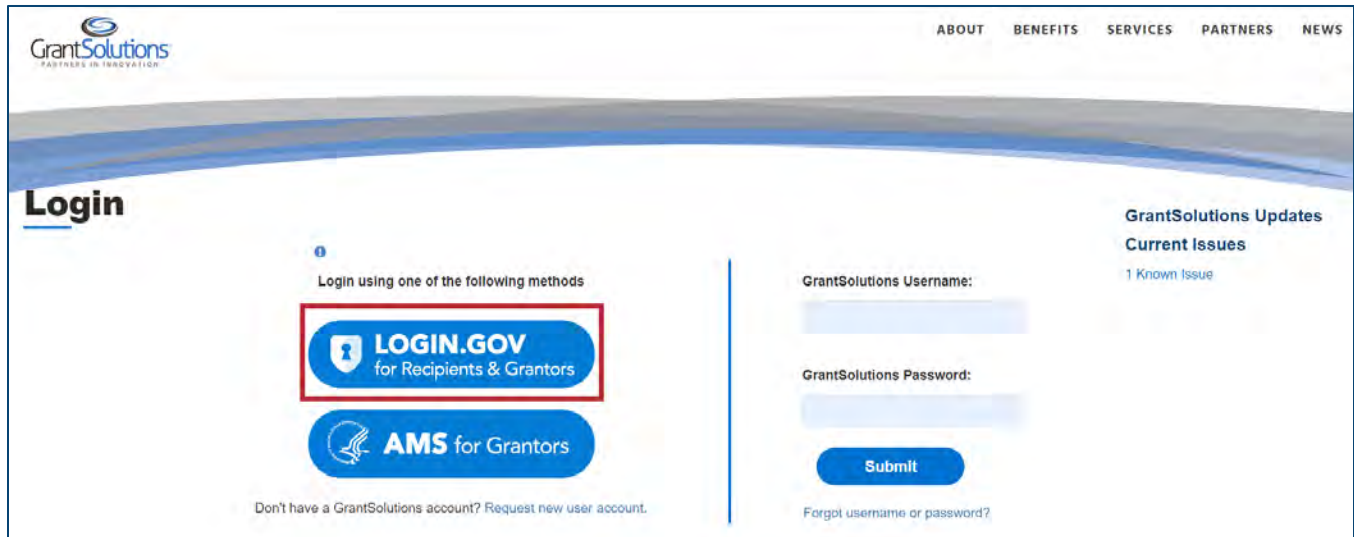 GrantSolutions
PARTNERS IN INNOVATION
ABOUT BENEFITS SERVICES PARTNERS NEWS
Login
GrantSolutions Updates
Current Issues
1 Known Issue
Login using one of the following methods
LOGIN.GOV
for Recipients & Grantors
AMS for Grantors
Don't have a GrantSolutions account? Request new user account.
GrantSolutions Username:
GrantSolutions Password:
Submit
Forgot username or password?